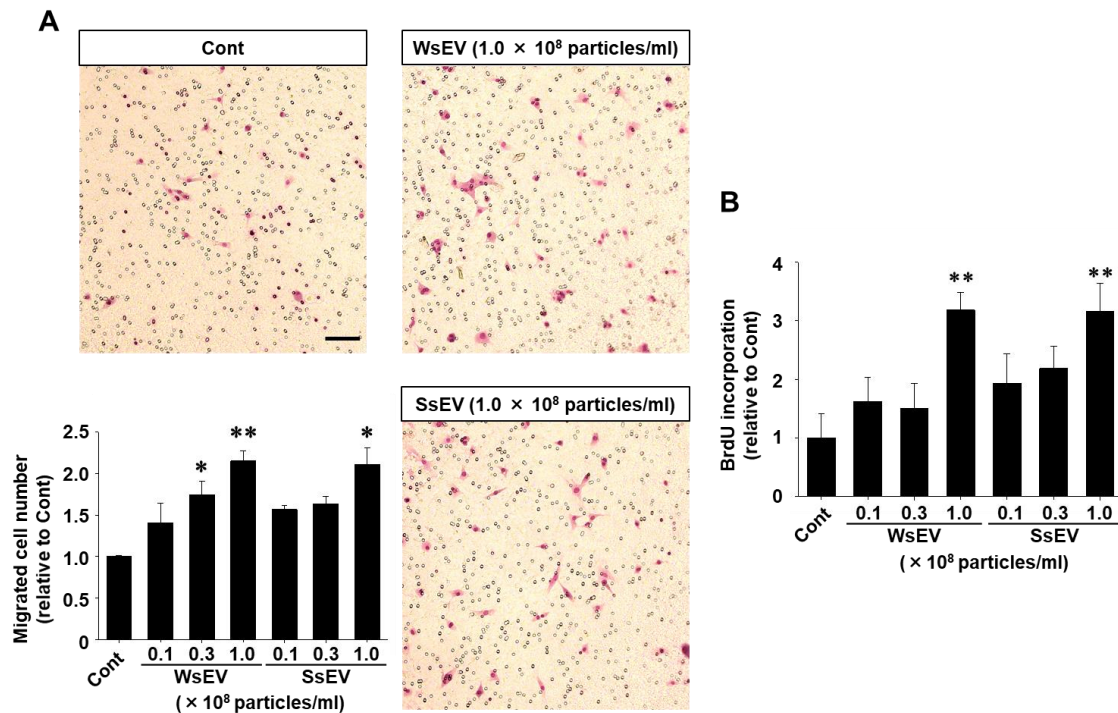 A
Cont
WsEV (1.0 × 10⁸ particles/ml)
B
BrdU incorporation
(relative to Cont)
4
3
2
1
0
**
**
Cont
0.1 0.3 1.0 0.1 0.3 1.0
WsEV SsEV
(× 10⁸ particles/ml)
SsEV (1.0 × 10⁸ particles/ml)
Migrated cell number
(relative to Cont)
2.5
2.0
1.5
1.0
0.5
0
*
**
*
Cont
0.1 0.3 1.0 0.1 0.3 1.0
WsEV SsEV
(× 10⁸ particles/ml)